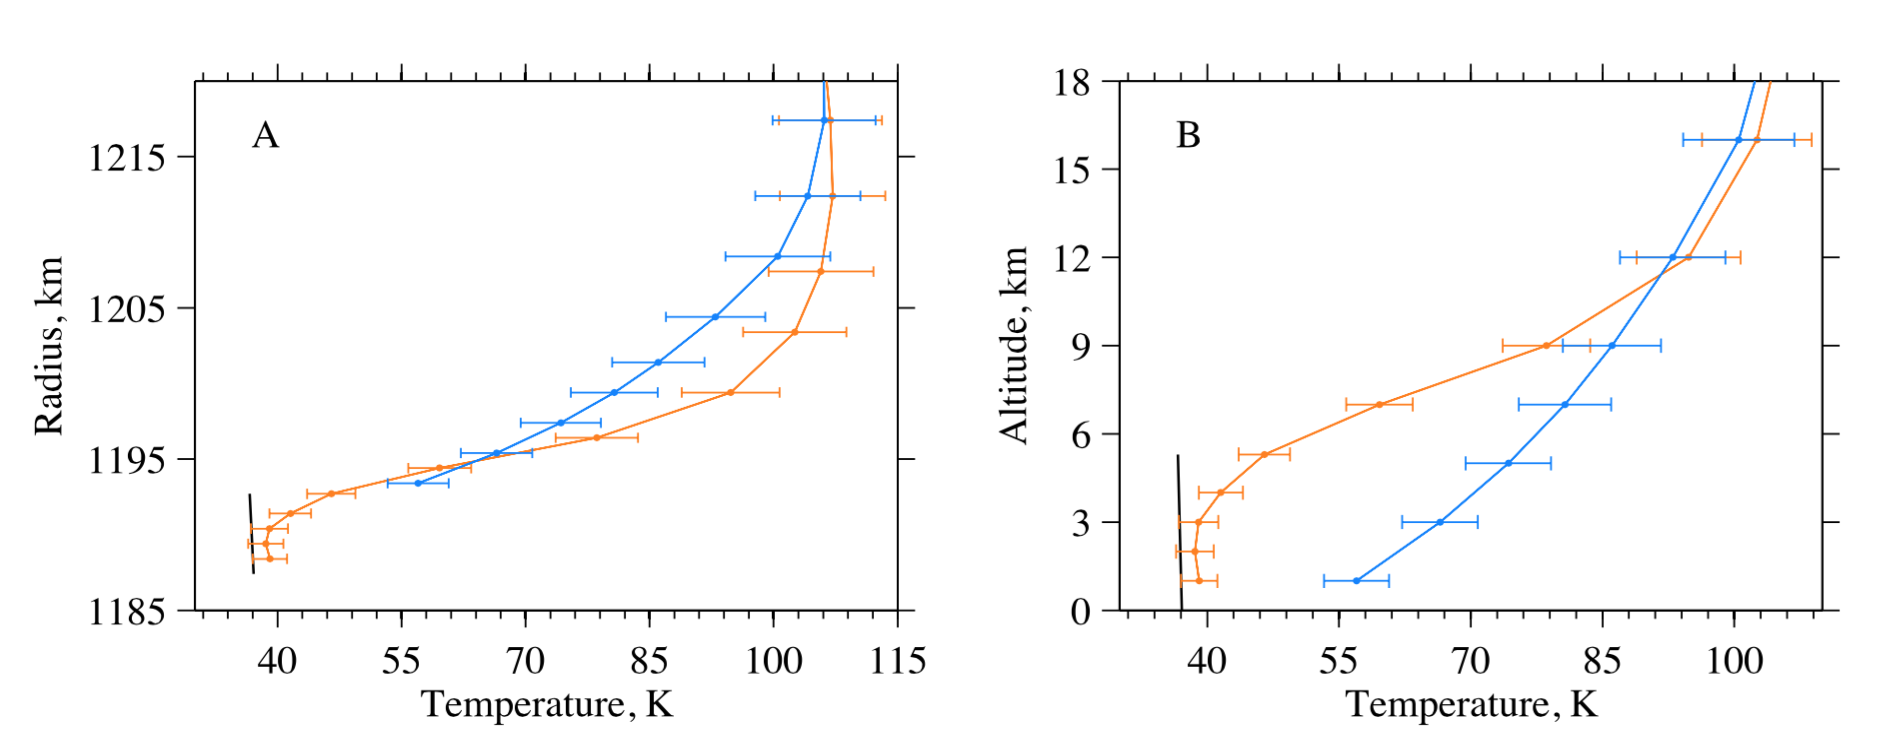 A
1215
1205
1195
1185
Radius, km
40 55 70 85 100 115
Temperature, K
B
18
15
12
9
6
3
0
Altitude, km
40 55 70 85 100
Temperature, K